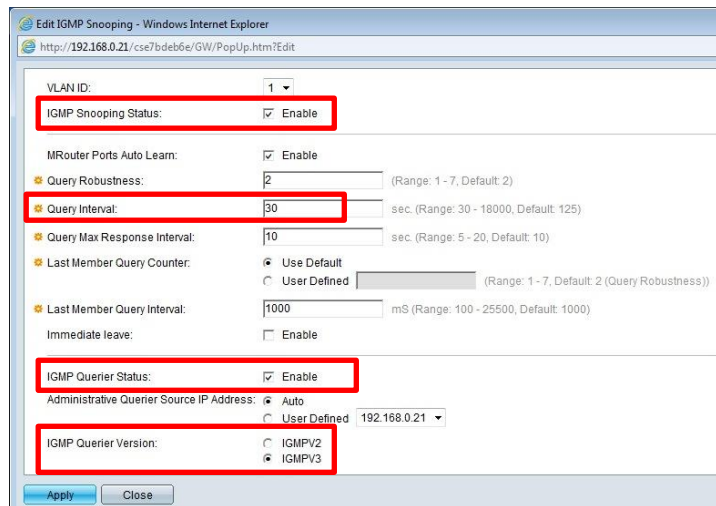 Edit IGMP Snooping - Windows Internet Explorer
http://192.168.0.21/cse7bdeb6e/GW/PopUp.htm?Edit
VLAN ID: 1
IGMP Snooping Status: Enable
MRouter Ports Auto Learn: Enable
Query Robustness: 2 (Range: 1 - 7, Default: 2)
Query Interval: 30 sec. (Range: 30 - 18000, Default: 125)
Query Max Response Interval: 10 sec. (Range: 5 - 20, Default: 10)
Last Member Query Counter: Use Default
User Defined (Range: 1 - 7, Default: 2 (Query Robustness))
Last Member Query Interval: 1000 mS (Range: 100 - 25500, Default: 1000)
Immediate leave: Enable
IGMP Querier Status: Enable
Administrative Querier Source IP Address: Auto
User Defined 192.168.0.21
IGMP Querier Version: IGMPV2
IGMPV3
Apply Close